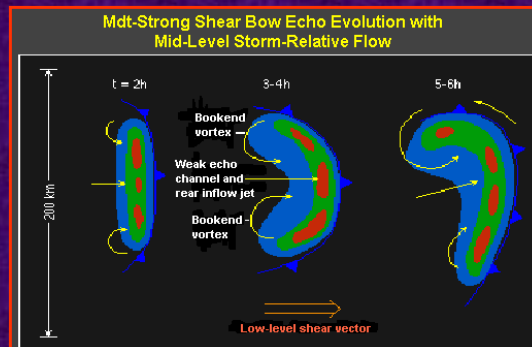 Mdt-Strong Shear Bow Echo Evolution with
Mid-Level Storm-Relative Flow
t = 2h
3-4h
5-6h
Bookend
vortex
Weak echo
channel and
rear inflow jet
Bookend
vortex
200 km
Low-level shear vector